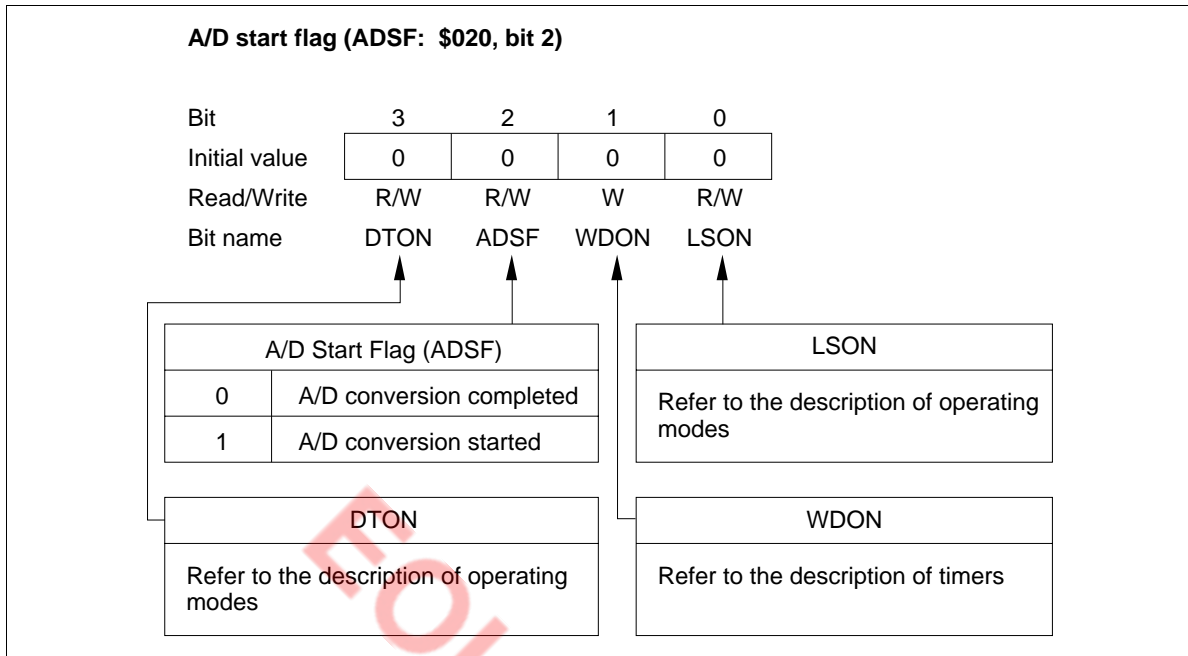 A/D start flag (ADSF: $020, bit 2)
Bit 3 2 1 0
Initial value 0 0 0 0
Read/Write R/W R/W W R/W
Bit name DTON ADSF WDON LSON
A/D Start Flag (ADSF)
0 A/D conversion completed
1 A/D conversion started
LSON
Refer to the description of operating
modes
DTON
Refer to the description of operating
modes
WDON
Refer to the description of timers